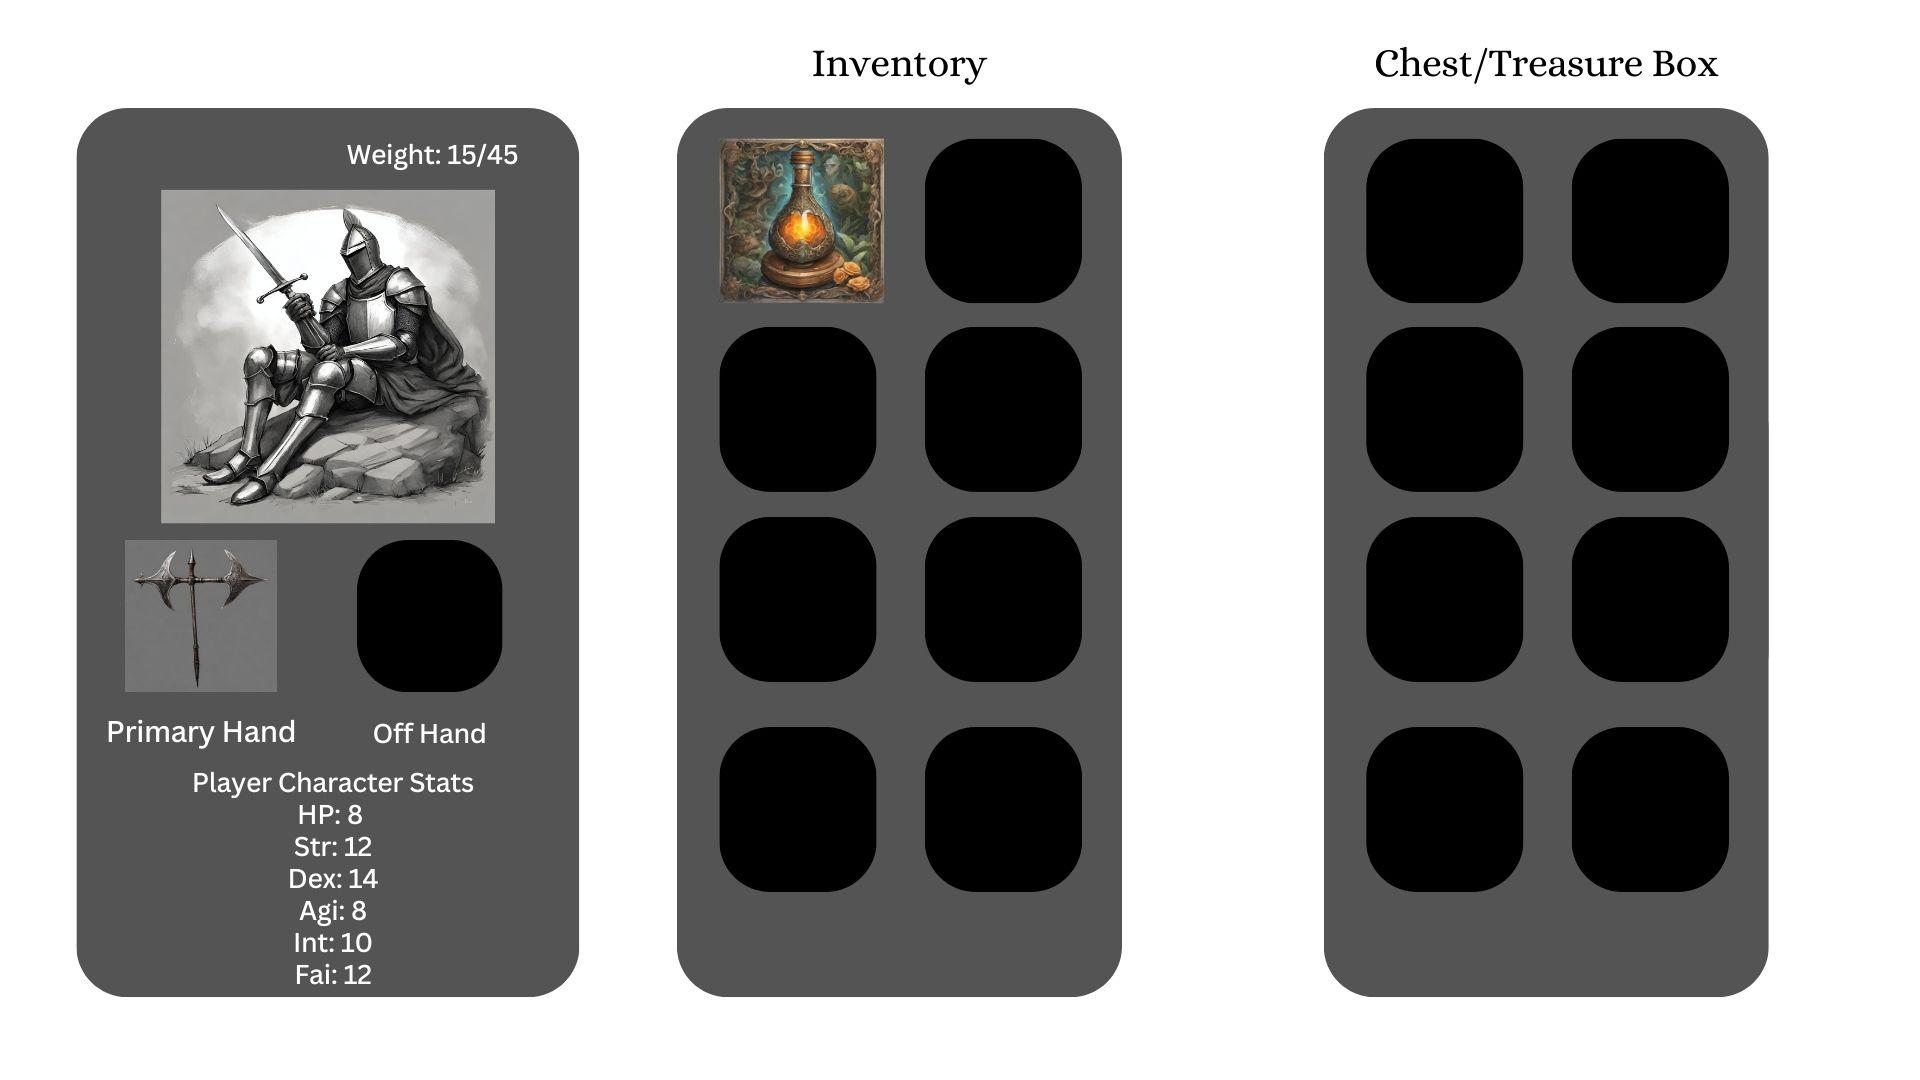 Inventory
Chest/Treasure Box
Weight: 15/45
Primary Hand
Off Hand
Player Character Stats
HP: 8
Str: 12
Dex: 14
Agi: 8
Int: 10
Fai: 12